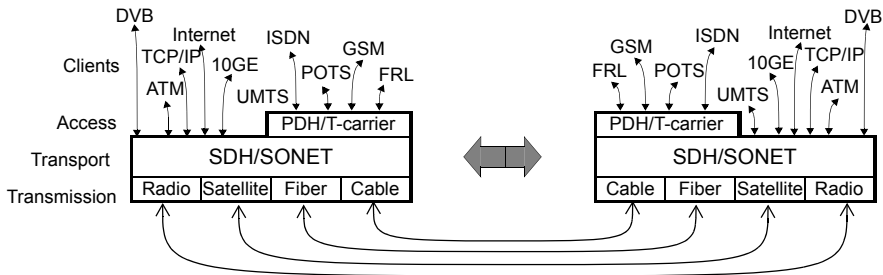 DVB
Internet
TCP/IP
ISDN
GSM
Clients
10GE
POTS
FRL
ATM
UMTS
Access
PDH/T-carrier
Transport
SDH/SONET
Transmission
Radio
Satellite
Fiber
Cable
DVB
Internet
ISDN
GSM
TCP/IP
10GE
FRL
POTS
ATM
UMTS
PDH/T-carrier
SDH/SONET
Cable
Fiber
Satellite
Radio